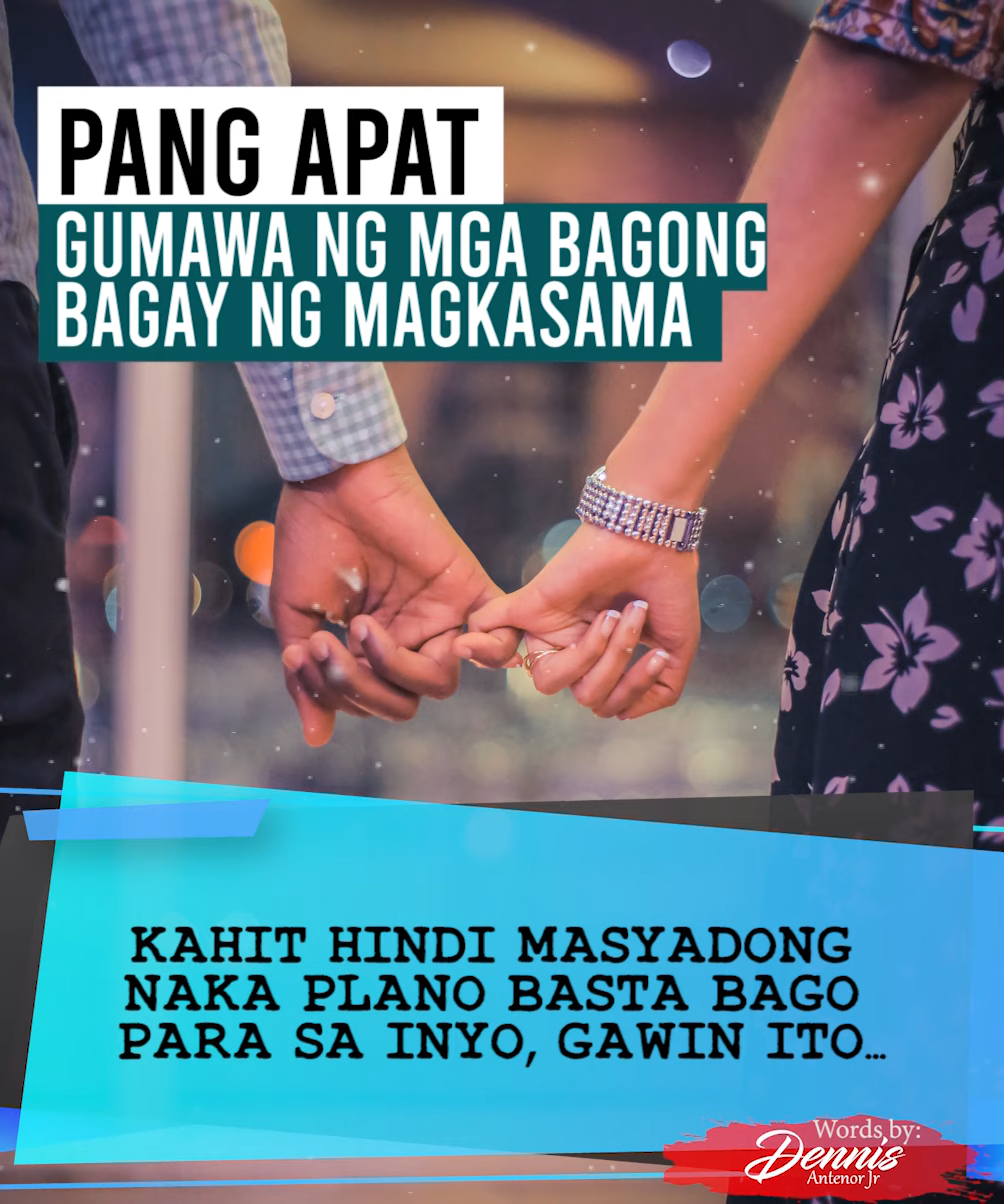 PANG APAT
GUMAWA NG MGA BAGONG
BAGAY NG MAGKASAMA
KAHIT HINDI MASYADONG
NAKA PLANO BASTA BAGO
PARA SA INYO, GAWIN ITO...
Words by:
Dennis
Antenor Jr